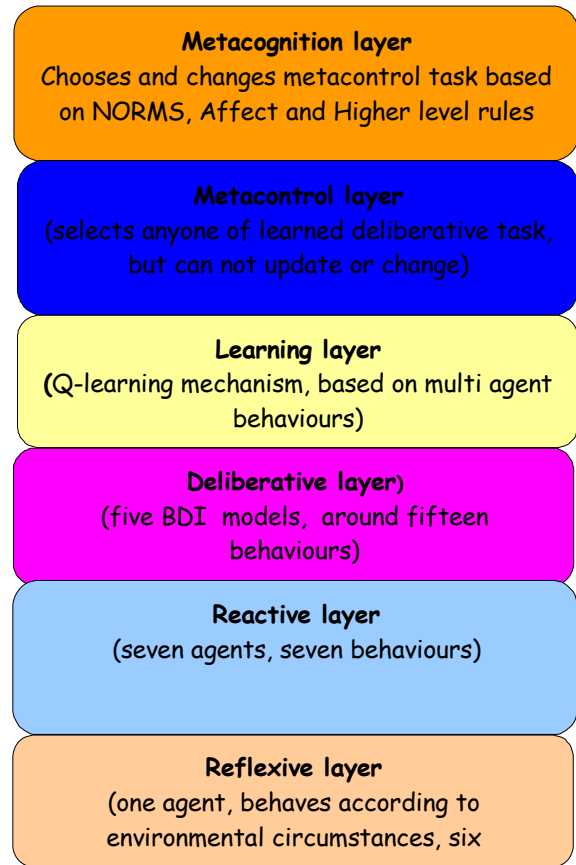 Metacognition layer
Chooses and changes metacontrol task based
on NORMS, Affect and Higher level rules
Metacontrol layer
(selects anyone of learned deliberative task,
but can not update or change)
Learning layer
(Q-learning mechanism, based on multi agent
behaviours)
Deliberative layer)
(five BDI models, around fifteen
behaviours)
Reactive layer
(seven agents, seven behaviours)
Reflexive layer
(one agent, behaves according to
environmental circumstances, six